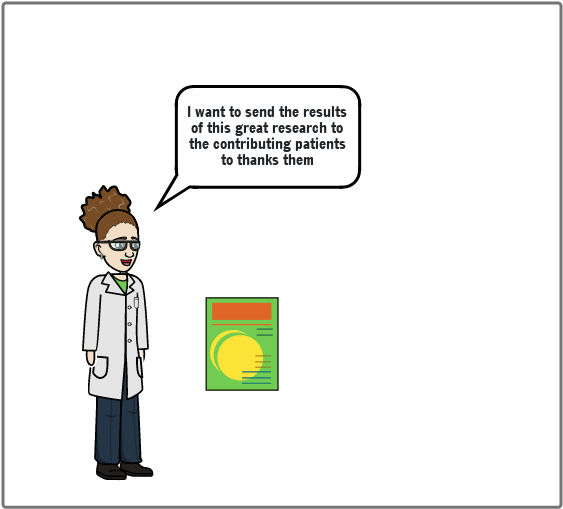 I want to send the results
of this great research to
the contributing patients
to thanks them